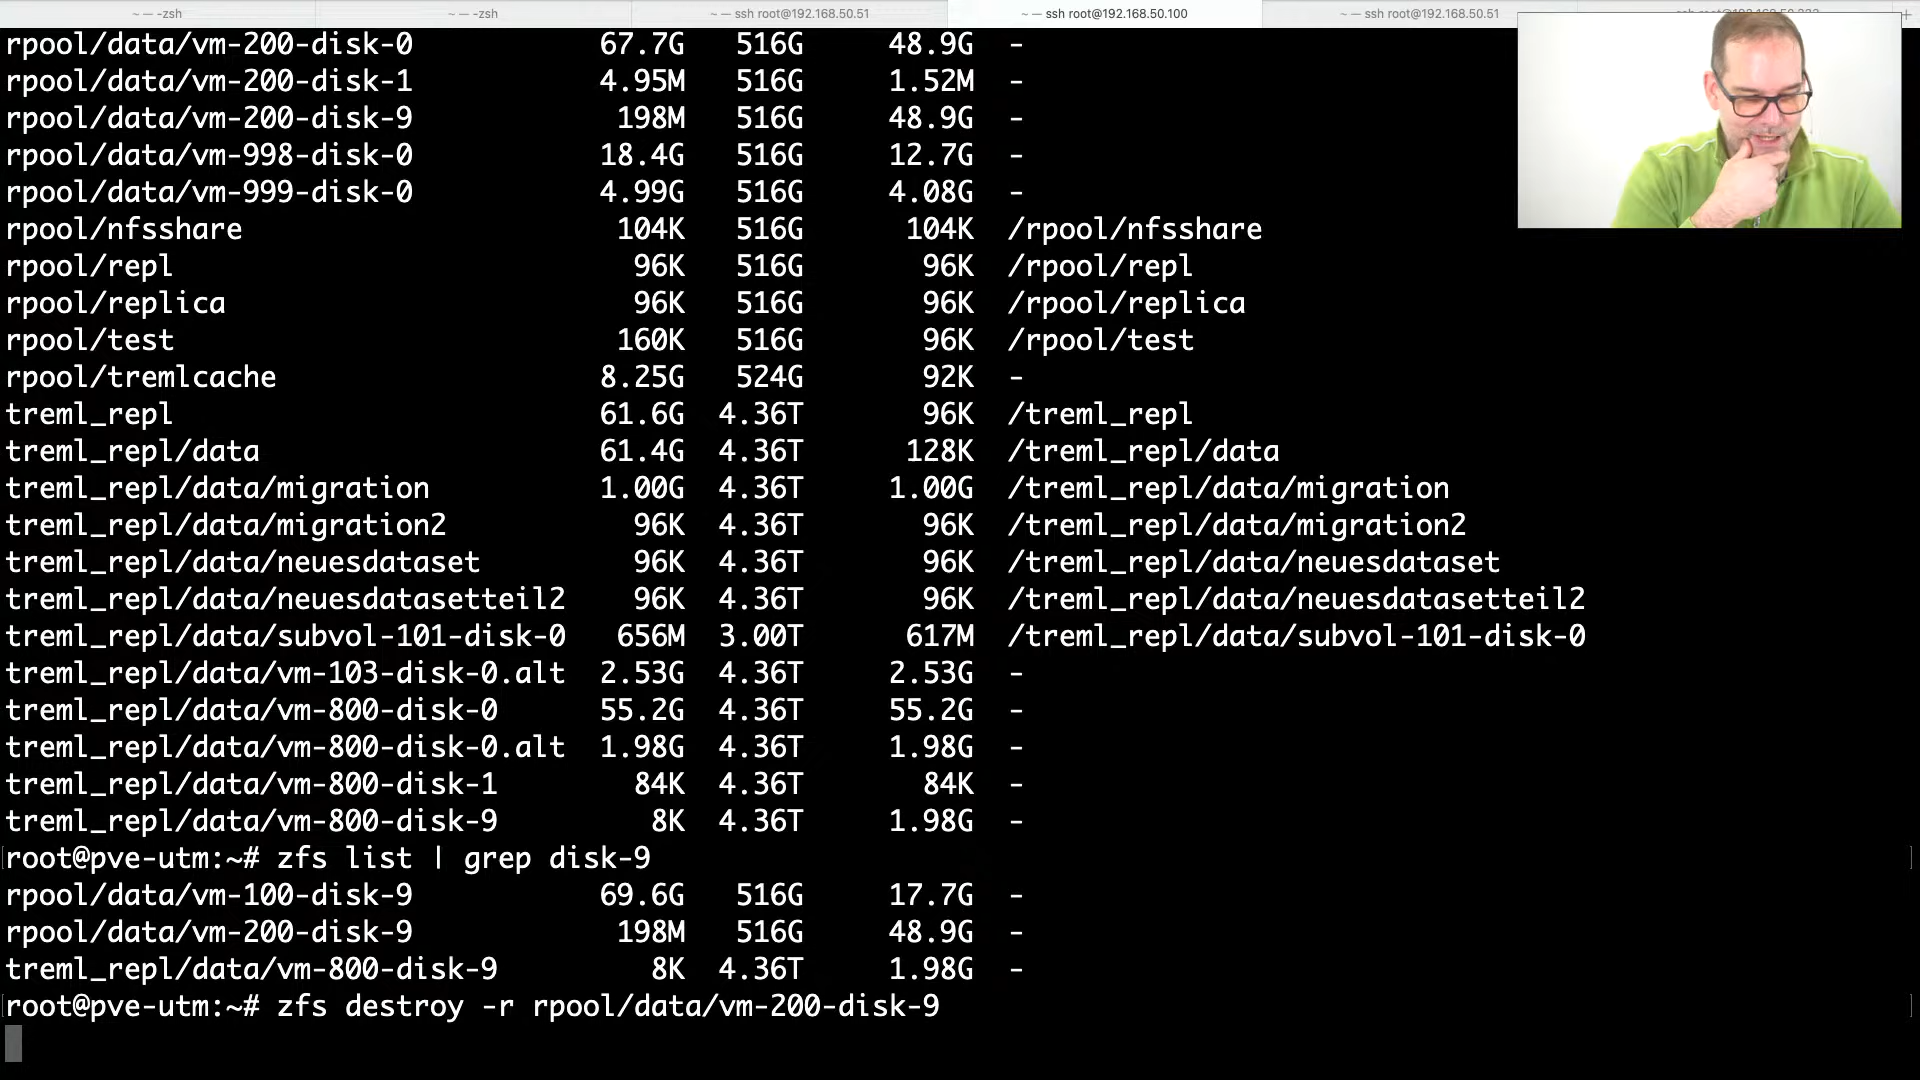 ~ — -zsh
~ — -zsh
~ — ssh root@192.168.50.51
~ — ssh root@192.168.50.100
~ — ssh root@192.168.50.51
+
rpool/data/vm-200-disk-0 67.7G 516G 48.9G -
rpool/data/vm-200-disk-1 4.95M 516G 1.52M -
rpool/data/vm-200-disk-9 198M 516G 48.9G -
rpool/data/vm-998-disk-0 18.4G 516G 12.7G -
rpool/data/vm-999-disk-0 4.99G 516G 4.08G -
rpool/nfsshare 104K 516G 104K /rpool/nfsshare
rpool/repl 96K 516G 96K /rpool/repl
rpool/replica 96K 516G 96K /rpool/replica
rpool/test 160K 516G 96K /rpool/test
rpool/tremlcache 8.25G 524G 92K -
treml_repl 61.6G 4.36T 96K /treml_repl
treml_repl/data 61.4G 4.36T 128K /treml_repl/data
treml_repl/data/migration 1.00G 4.36T 1.00G /treml_repl/data/migration
treml_repl/data/migration2 96K 4.36T 96K /treml_repl/data/migration2
treml_repl/data/neuesdataset 96K 4.36T 96K /treml_repl/data/neuesdataset
treml_repl/data/neuesdatasetteil2 96K 4.36T 96K /treml_repl/data/neuesdatasetteil2
treml_repl/data/subvol-101-disk-0 656M 3.00T 617M /treml_repl/data/subvol-101-disk-0
treml_repl/data/vm-103-disk-0.alt 2.53G 4.36T 2.53G -
treml_repl/data/vm-800-disk-0 55.2G 4.36T 55.2G -
treml_repl/data/vm-800-disk-0.alt 1.98G 4.36T 1.98G -
treml_repl/data/vm-800-disk-1 84K 4.36T 84K -
treml_repl/data/vm-800-disk-9 8K 4.36T 1.98G -
[root@pve-utm:~# zfs list | grep disk-9 ]
rpool/data/vm-100-disk-9 69.6G 516G 17.7G -
rpool/data/vm-200-disk-9 198M 516G 48.9G -
treml_repl/data/vm-800-disk-9 8K 4.36T 1.98G -
[root@pve-utm:~# zfs destroy -r rpool/data/vm-200-disk-9 ]